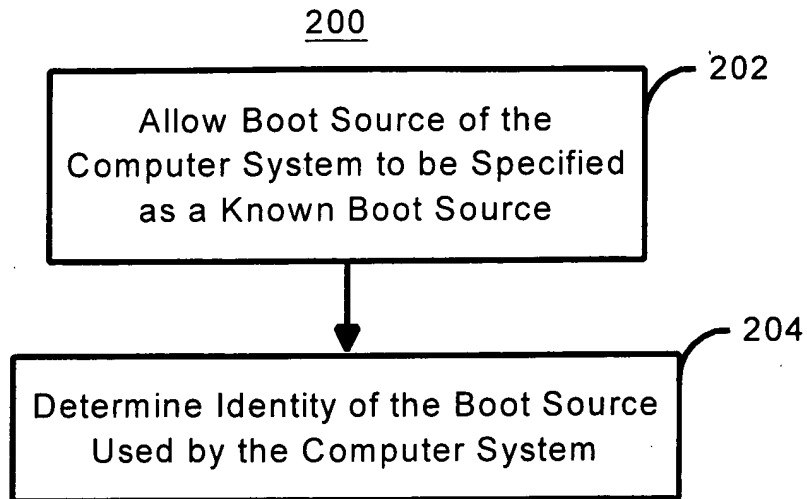 200
202
Allow Boot Source of the
Computer System to be Specified
as a Known Boot Source
204
Determine Identity of the Boot Source
Used by the Computer System